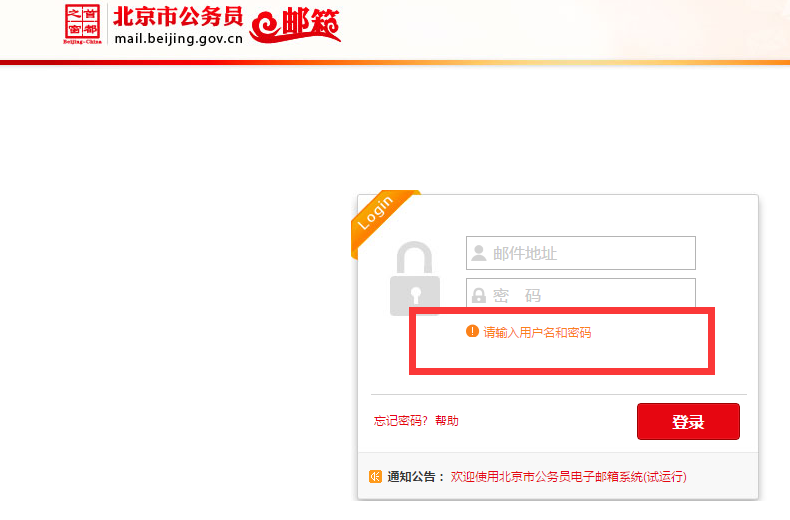 首都之窗
Beijing-China
北京市公务员
mail.beijing.gov.cn
e邮箱
Login
邮件地址
密 码
请输入用户名和密码
忘记密码? 帮助
登录
通知公告: 欢迎使用北京市公务员电子邮箱系统(试运行)